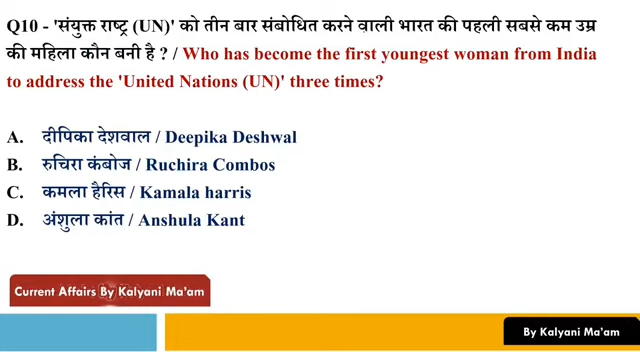 Q10 - 'संयुक्त राष्ट्र (UN)' को तीन बार संबोधित करने वाली भारत की पहली सबसे कम उम्र
की महिला कौन बनी है ? / Who has become the first youngest woman from India
to address the 'United Nations (UN)' three times?
A. दीपिका देशवाल / Deepika Deshwal
B. रुचिरा कंबोज / Ruchira Combos
C. कमला हैरिस / Kamala harris
D. अंशुला कांत / Anshula Kant
Current Affairs By Kalyani Ma'am
By Kalyani Ma'am